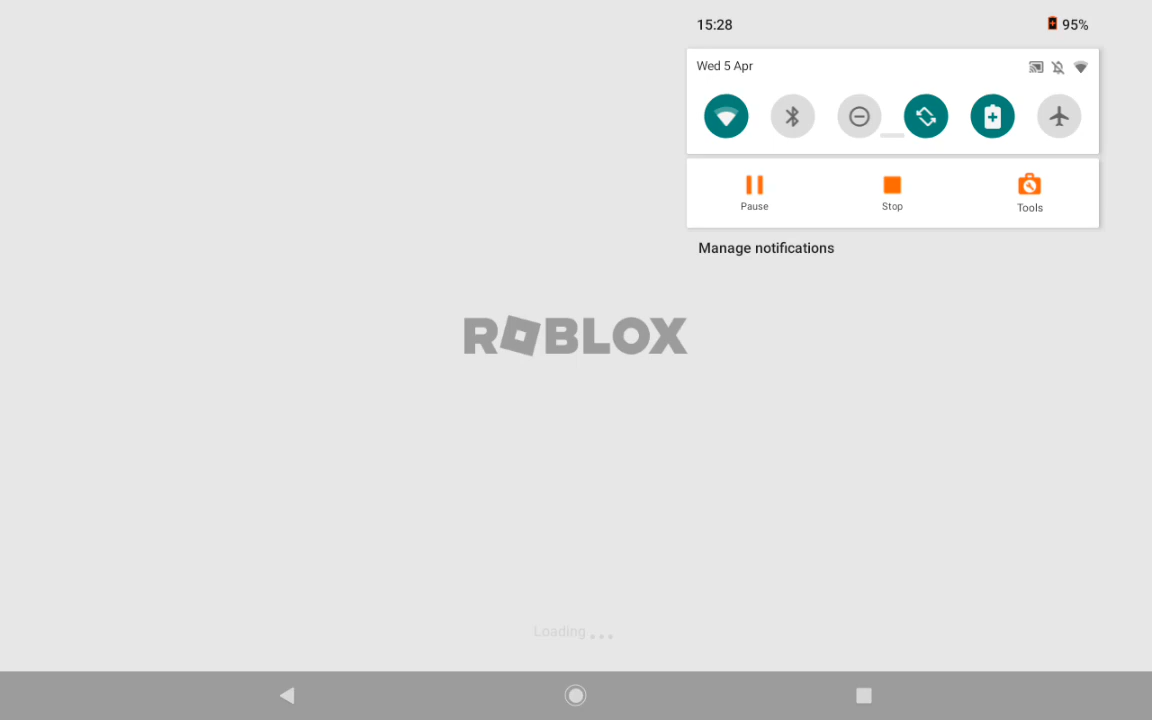 15:28
95%
Wed 5 Apr
Pause
Stop
Tools
Manage notifications
ROBLOX
Loading...